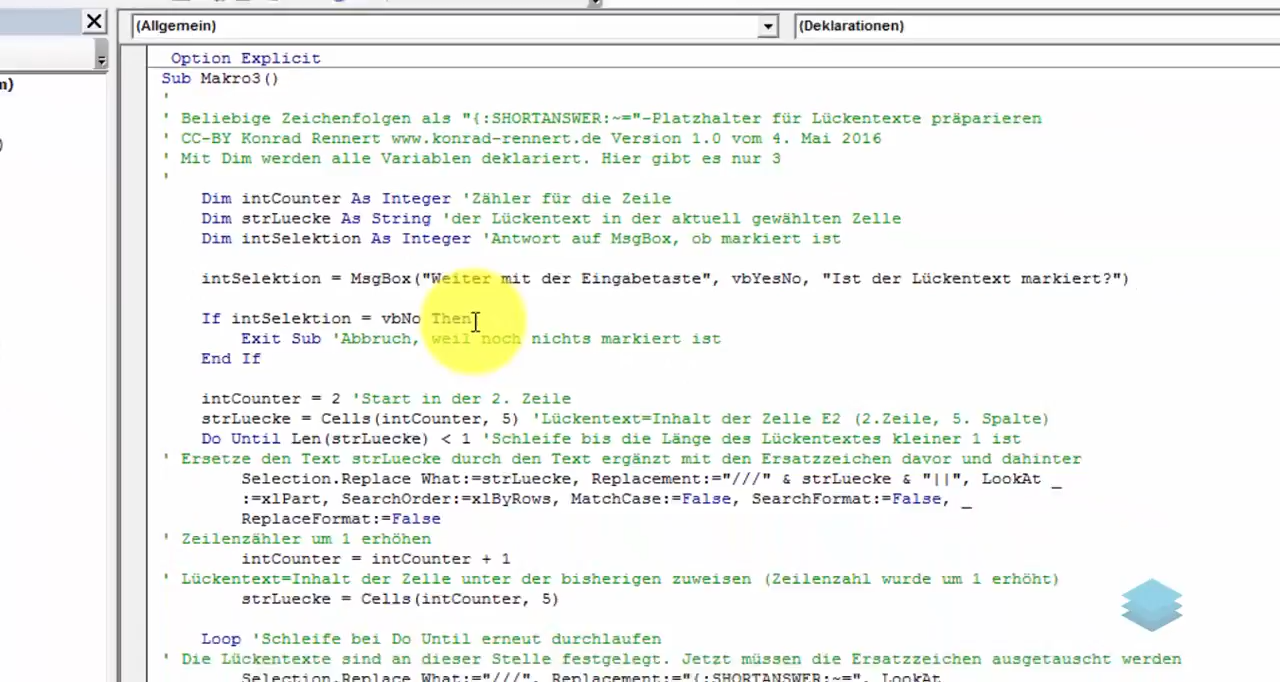 (Allgemein)
(Deklarationen)
Option Explicit
Sub Makro3()
'
' Beliebige Zeichenfolgen als "{:SHORTANSWER:~="-Platzhalter für Lückentexte präparieren
' CC-BY Konrad Rennert www.konrad-rennert.de Version 1.0 vom 4. Mai 2016
' Mit Dim werden alle Variablen deklariert. Hier gibt es nur 3
'
Dim intCounter As Integer 'Zähler für die Zeile
Dim strLuecke As String 'der Lückentext in der aktuell gewählten Zelle
Dim intSelektion As Integer 'Antwort auf MsgBox, ob markiert ist
intSelektion = MsgBox("Weiter mit der Eingabetaste", vbYesNo, "Ist der Lückentext markiert?")
If intSelektion = vbNo Then
Exit Sub 'Abbruch, weil noch nichts markiert ist
End If
intCounter = 2 'Start in der 2. Zeile
strLuecke = Cells(intCounter, 5) 'Lückentext=Inhalt der Zelle E2 (2.Zeile, 5. Spalte)
Do Until Len(strLuecke) < 1 'Schleife bis die Länge des Lückentextes kleiner 1 ist
' Ersetze den Text strLuecke durch den Text ergänzt mit den Ersatzzeichen davor und dahinter
Selection.Replace What:=strLuecke, Replacement:="///" & strLuecke & "||", LookAt _
:=xlPart, SearchOrder:=xlByRows, MatchCase:=False, SearchFormat:=False, _
ReplaceFormat:=False
' Zeilenzähler um 1 erhöhen
intCounter = intCounter + 1
' Lückentext=Inhalt der Zelle unter der bisherigen zuweisen (Zeilenzahl wurde um 1 erhöht)
strLuecke = Cells(intCounter, 5)
Loop 'Schleife bei Do Until erneut durchlaufen
' Die Lückentexte sind an dieser Stelle festgelegt. Jetzt müssen die Ersatzzeichen ausgetauscht werden
Selection.Replace What:="///", Replacement:="{:SHORTANSWER:~=", LookAt